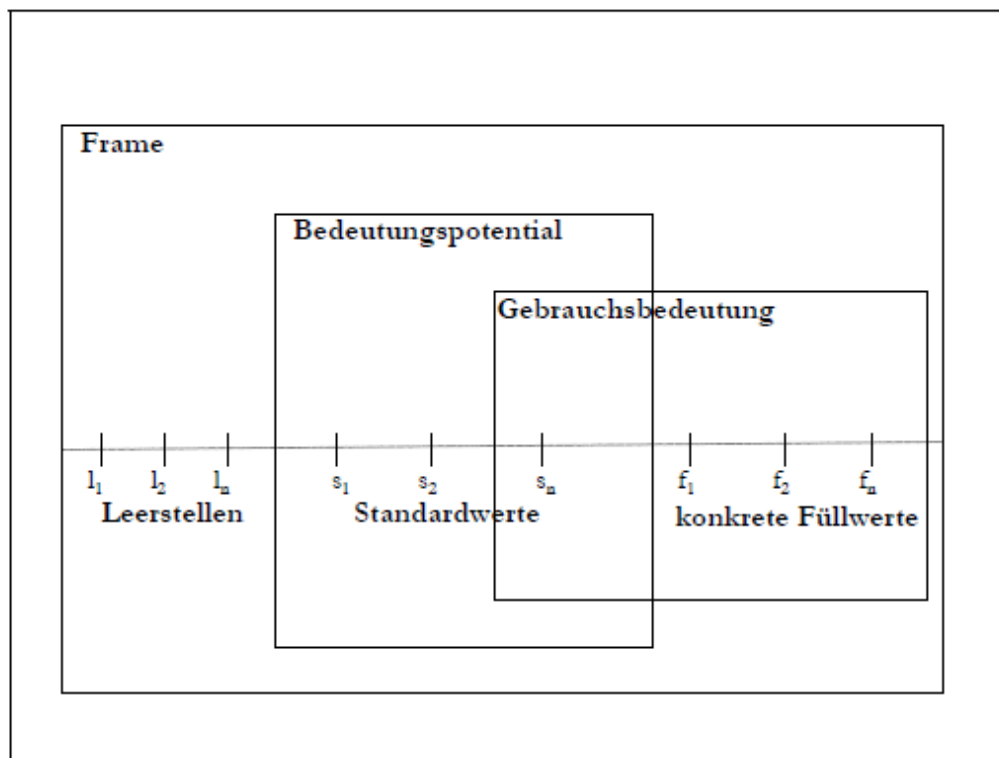 Frame
Bedeutungspotential
Gebrauchsbedeutung
l₁ l₂ lₙ s₁ s₂ sₙ f₁ f₂ fₙ
Leerstellen Standardwerte konkrete Füllwerte